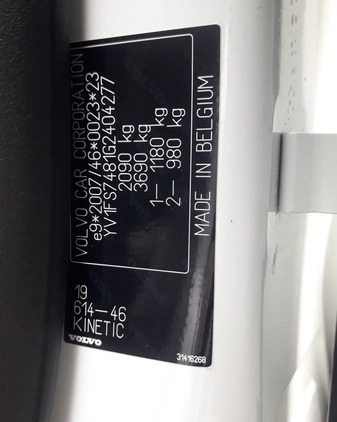 VOLVO CAR CORPORATION
e9*2007/46*0023*23
YV1FS7481G2404277
2090 kg
3690 kg
1— 1180 kg
2— 980 kg
MADE IN BELGIUM
19
614—46
KINETIC
VOLVO
31416268